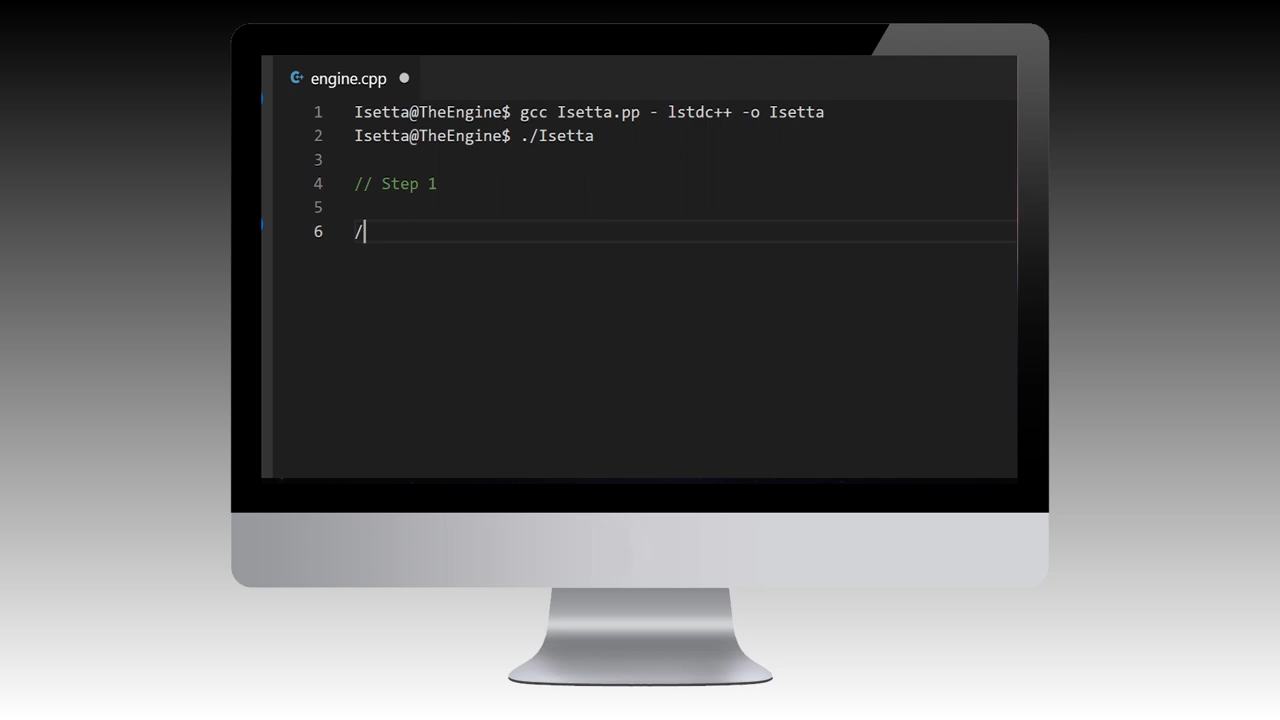 engine.cpp
1 Isetta@TheEngine$ gcc Isetta.pp - lstdc++ -o Isetta
2 Isetta@TheEngine$ ./Isetta
3
4 // Step 1
5
6 /